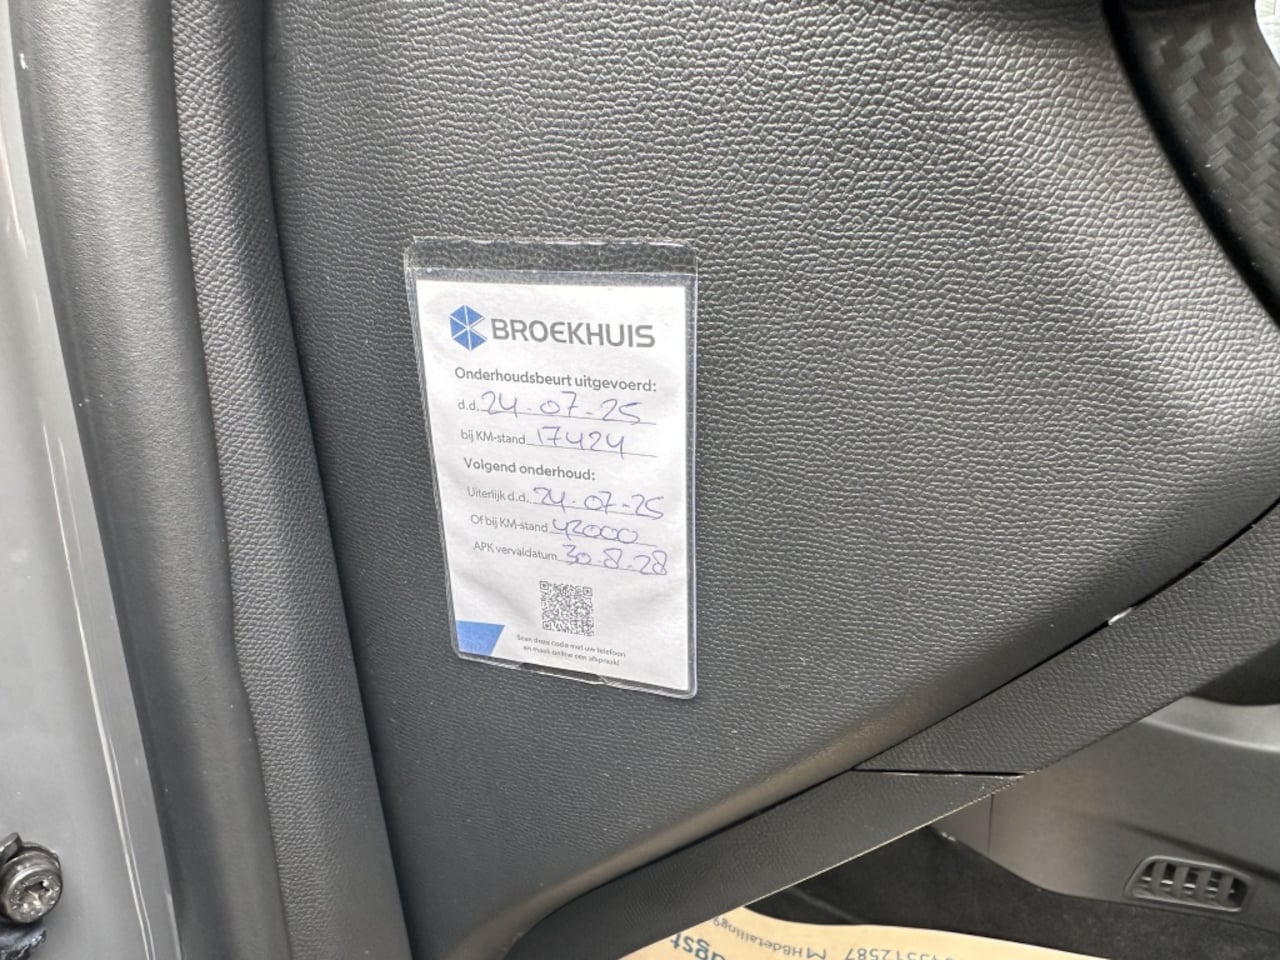 BROEKHUIS
Onderhoudsbeurt uitgevoerd:
d.d. 24-07-25
bij KM-stand 17424
Volgend onderhoud:
Uiterlijk d.d. 24-07-25
Of bij KM-stand 42000
APK vervaldatum 30-8-28
Scan deze code met uw telefoon
en maak online een afspraak!
MHBdetailing